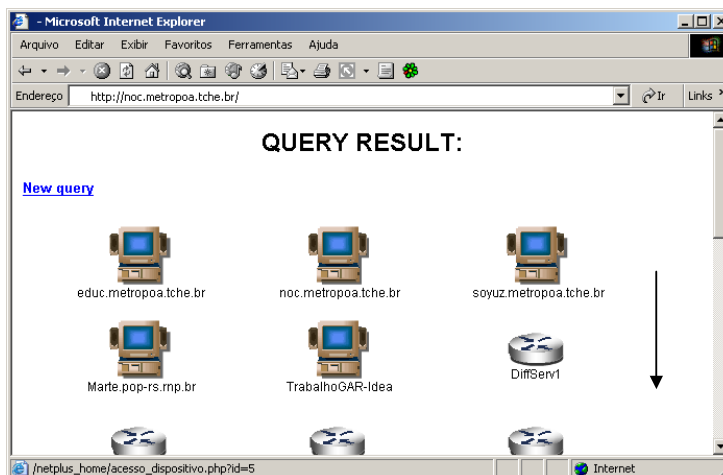 - Microsoft Internet Explorer
Arquivo Editar Exibir Favoritos Ferramentas Ajuda
Endereço http://noc.metropoa.tche.br/ Ir Links »
QUERY RESULT:
New query
educ.metropoa.tche.br noc.metropoa.tche.br soyuz.metropoa.tche.br
Marte.pop-rs.rnp.br TrabalhoGAR-Idea DiffServ1
/netplus_home/acesso_dispositivo.php?id=5 Internet